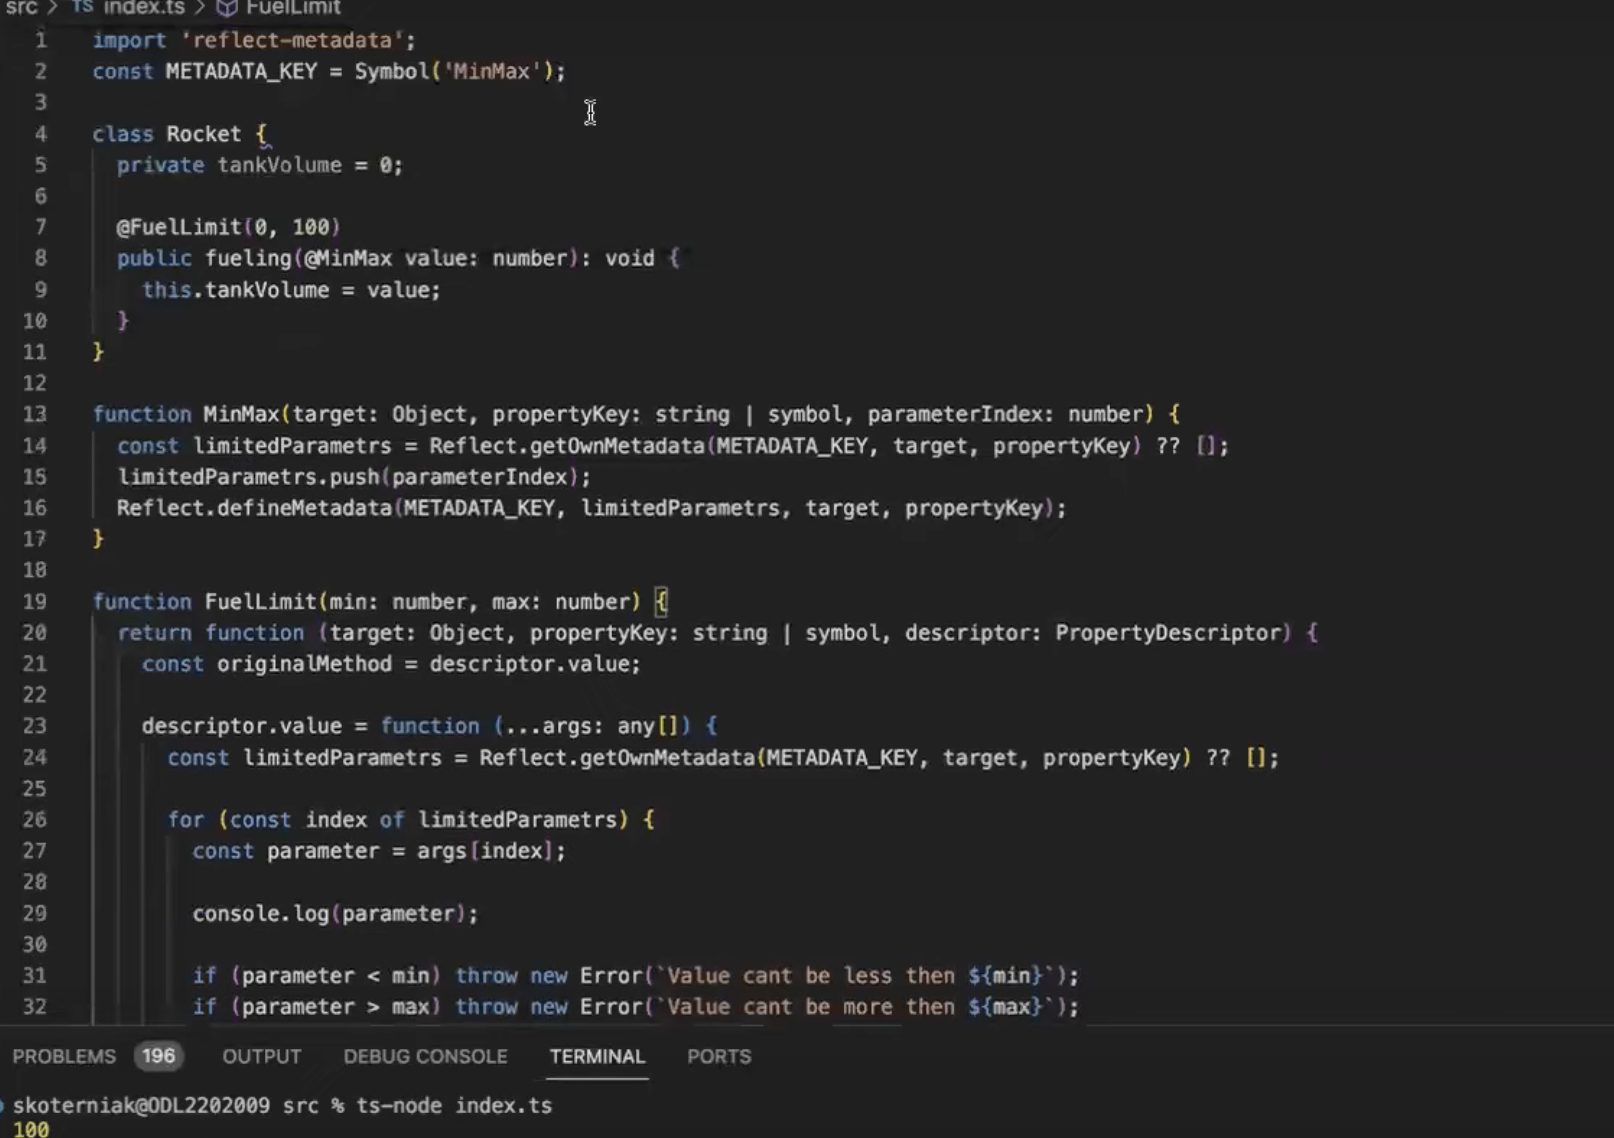 src > TS index.ts > FuelLimit
1 import 'reflect-metadata';
2 const METADATA_KEY = Symbol('MinMax');
3
4 class Rocket {
5 private tankVolume = 0;
6
7 @FuelLimit(0, 100)
8 public fueling(@MinMax value: number): void {
9 this.tankVolume = value;
10 }
11 }
12
13 function MinMax(target: Object, propertyKey: string | symbol, parameterIndex: number) {
14 const limitedParametrs = Reflect.getOwnMetadata(METADATA_KEY, target, propertyKey) ?? [];
15 limitedParametrs.push(parameterIndex);
16 Reflect.defineMetadata(METADATA_KEY, limitedParametrs, target, propertyKey);
17 }
18
19 function FuelLimit(min: number, max: number) {
20 return function (target: Object, propertyKey: string | symbol, descriptor: PropertyDescriptor) {
21 const originalMethod = descriptor.value;
22
23 descriptor.value = function (...args: any[]) {
24 const limitedParametrs = Reflect.getOwnMetadata(METADATA_KEY, target, propertyKey) ?? [];
25
26 for (const index of limitedParametrs) {
27 const parameter = args[index];
28
29 console.log(parameter);
30
31 if (parameter < min) throw new Error(`Value cant be less then ${min}`);
32 if (parameter > max) throw new Error(`Value cant be more then ${max}`);
PROBLEMS 196 OUTPUT DEBUG CONSOLE TERMINAL PORTS
skoterniak@ODL2202009 src % ts-node index.ts
100